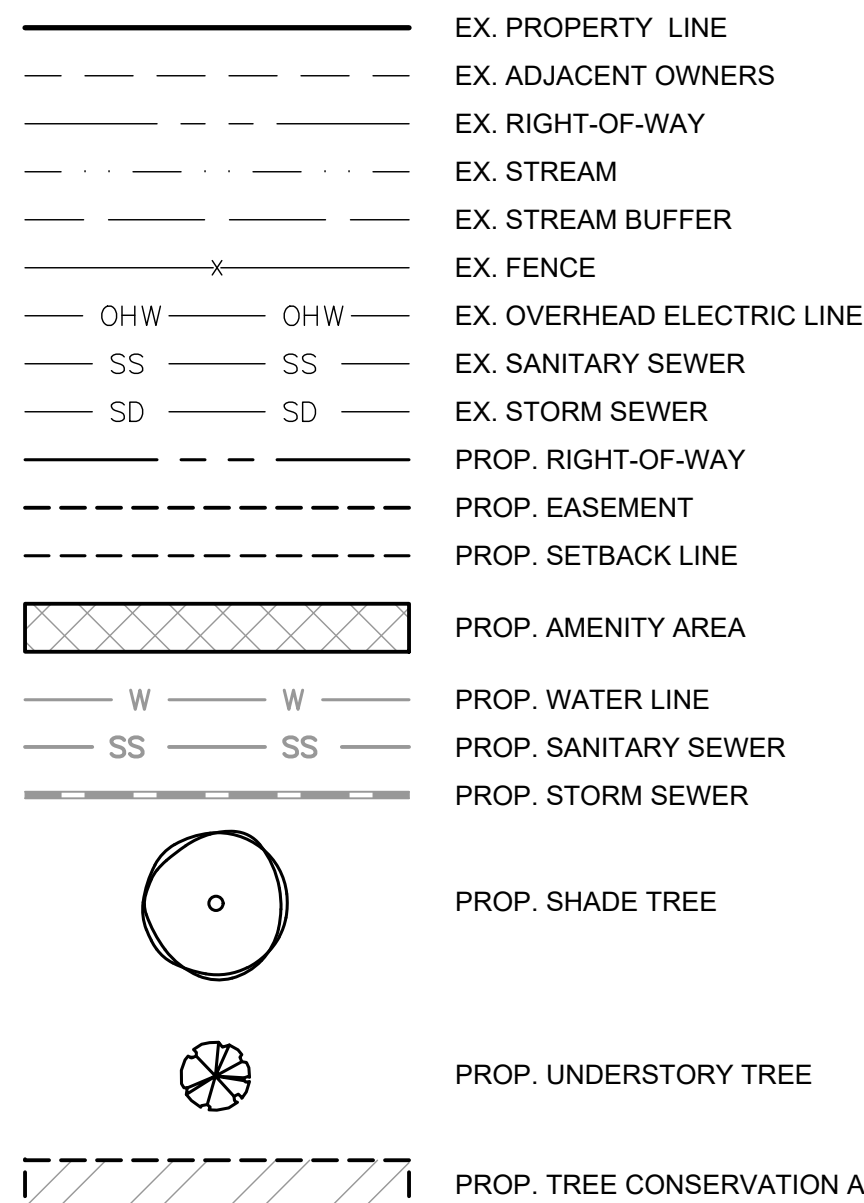 EX. PROPERTY LINE
EX. ADJACENT OWNERS
EX. RIGHT-OF-WAY
EX. STREAM
EX. STREAM BUFFER
X EX. FENCE
OHW OHW EX. OVERHEAD ELECTRIC LINE
SS SS EX. SANITARY SEWER
SD SD EX. STORM SEWER
PROP. RIGHT-OF-WAY
PROP. EASEMENT
PROP. SETBACK LINE
PROP. AMENITY AREA
W W PROP. WATER LINE
SS SS PROP. SANITARY SEWER
PROP. STORM SEWER
PROP. SHADE TREE
PROP. UNDERSTORY TREE
PROP. TREE CONSERVATION A